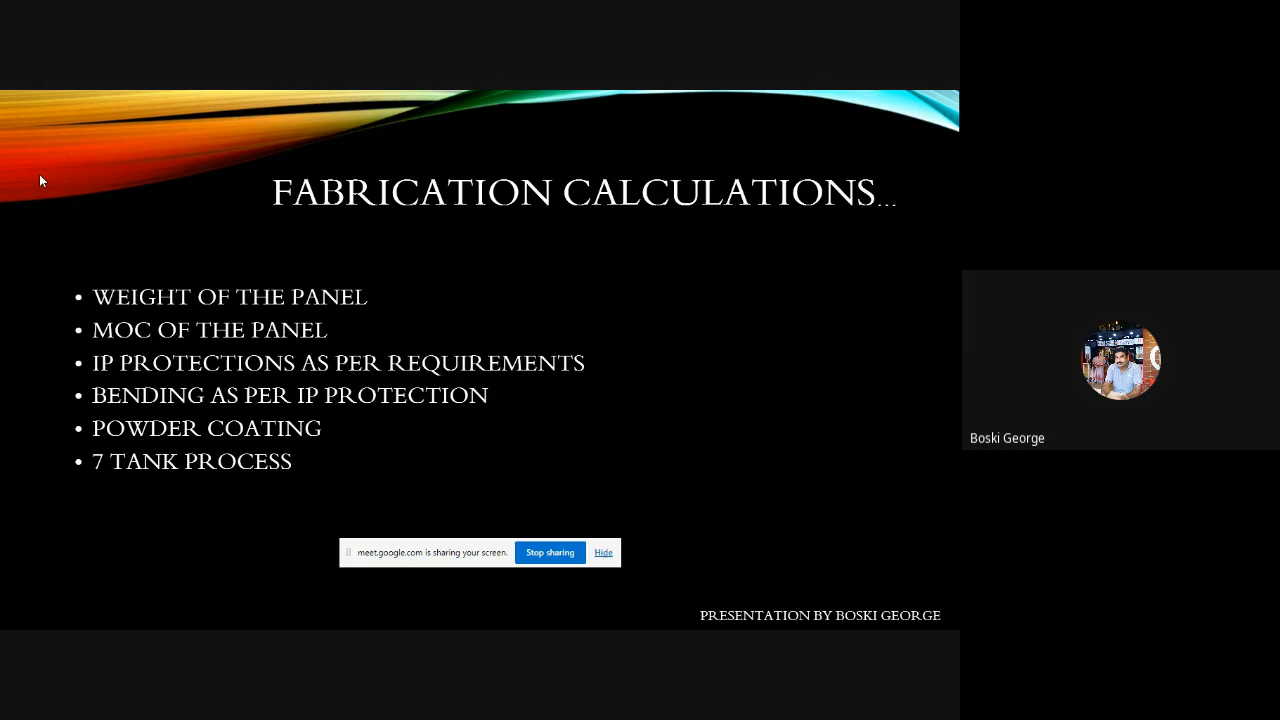 FABRICATION CALCULATIONS...
• WEIGHT OF THE PANEL
• MOC OF THE PANEL
• IP PROTECTIONS AS PER REQUIREMENTS
• BENDING AS PER IP PROTECTION
• POWDER COATING
• 7 TANK PROCESS
Boski George
meet.google.com is sharing your screen. Stop sharing Hide
PRESENTATION BY BOSKI GEORGE